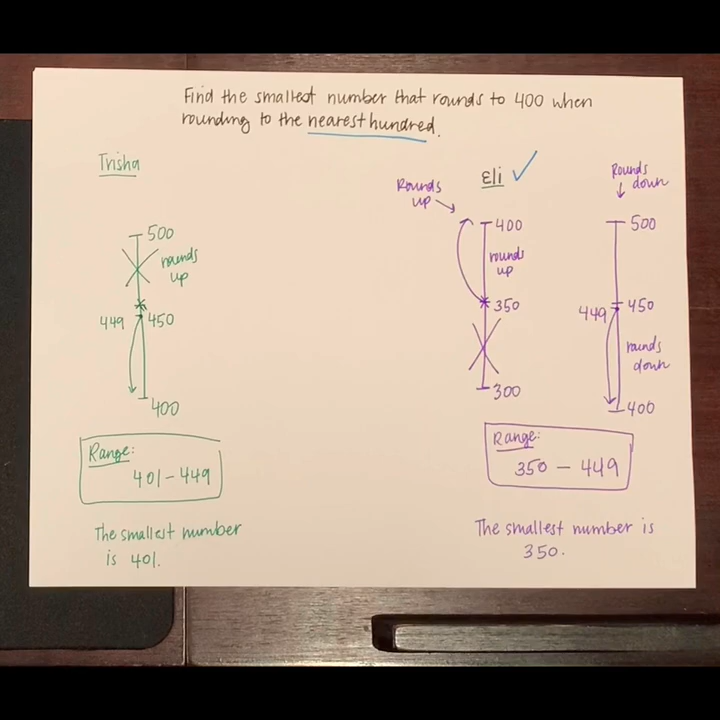 Find the smallest number that rounds to 400 when
rounding to the nearest hundred.
Trisha
500
rounds
up
449
450
400
Range:
401-449
The smallest number
is 401.
Eli
Rounds
up
400
rounds
up
350
300
Rounds
down
500
449
450
rounds
down
400
Range:
350 - 449
The smallest number is
350.